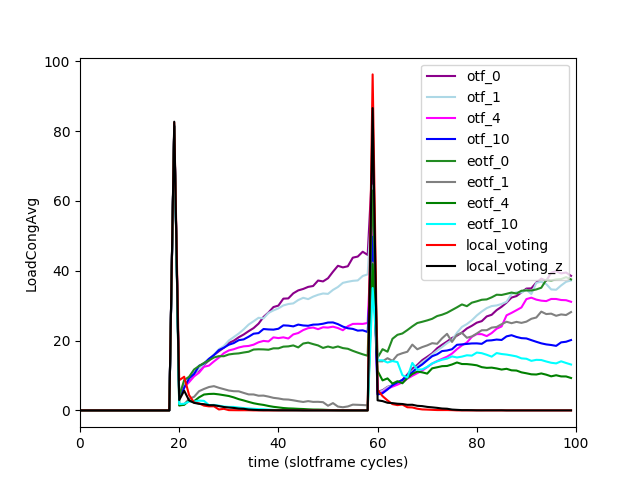 100
80
60
40
20
0
LoadCongAvg
0 20 40 60 80 100
time (slotframe cycles)
otf_0
otf_1
otf_4
otf_10
eotf_0
eotf_1
eotf_4
eotf_10
local_voting
local_voting_z